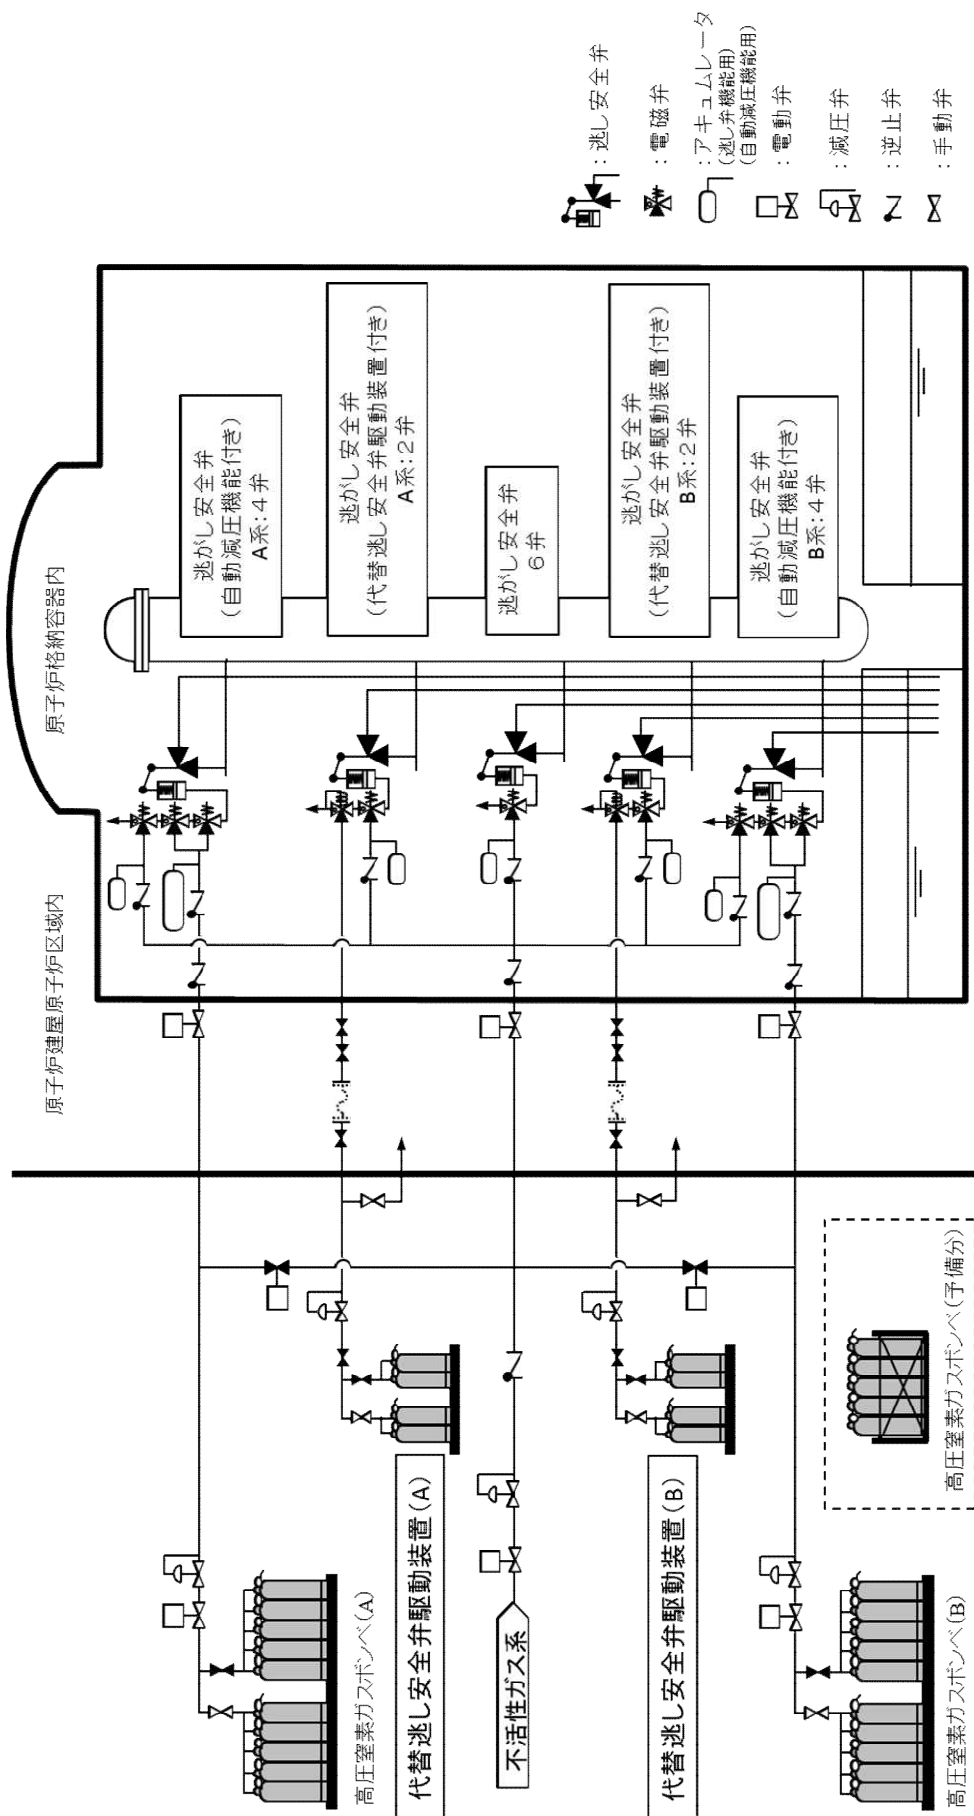 原子炉建屋原子炉区域内
原子炉格納容器内
高圧窒素ガスボンベ(A)
代替逃し安全弁駆動装置(A)
不活性ガス系
代替逃し安全弁駆動装置(B)
高圧窒素ガスボンベ(B)
高圧窒素ガスボンベ(予備分)
逃がし安全弁
(自動減圧機能付き)
A系:4弁
逃がし安全弁
(代替逃し安全弁駆動装置付き)
A系:2弁
逃がし安全弁
6弁
逃がし安全弁
(代替逃し安全弁駆動装置付き)
B系:2弁
逃がし安全弁
(自動減圧機能付き)
B系:4弁
:逃し安全弁
:電磁弁
:アキュムレータ
(逃し弁機能用)
(自動減圧機能用)
:電動弁
:減圧弁
:逆止弁
:手動弁